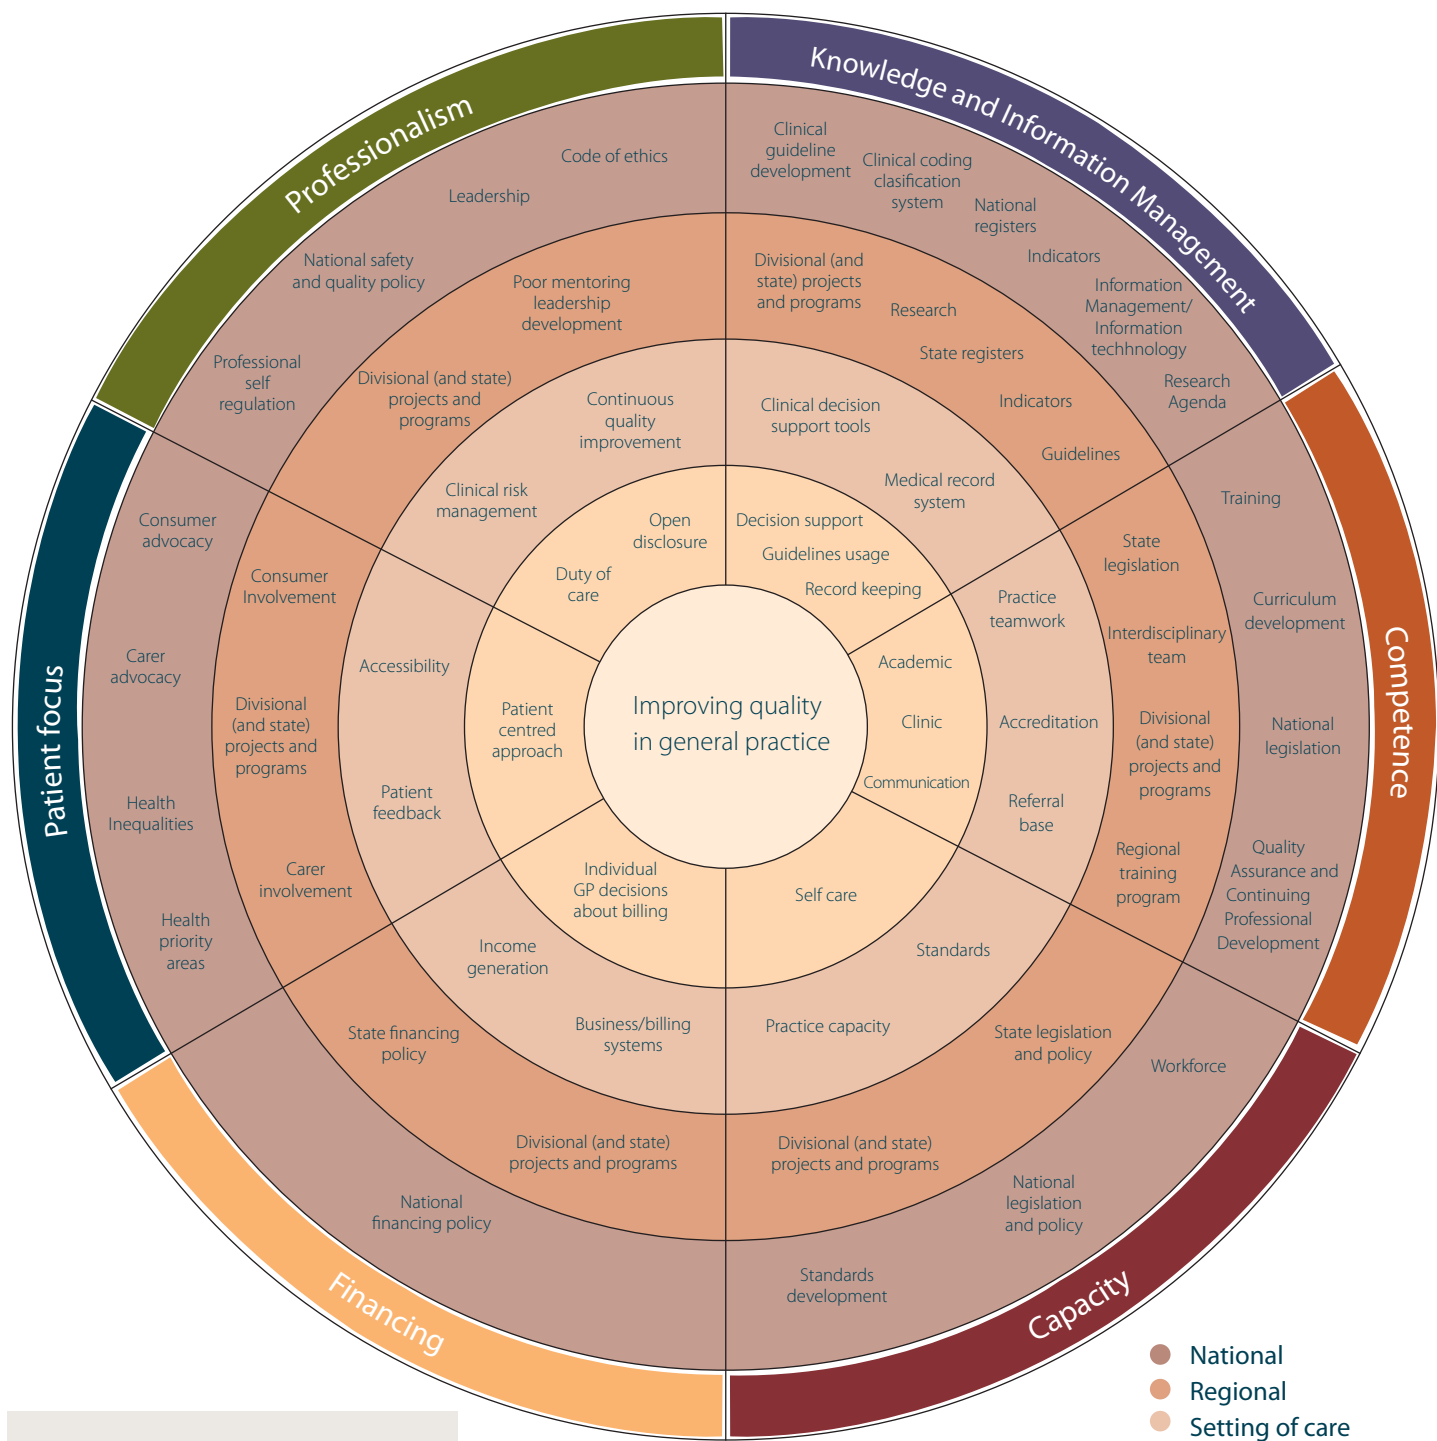 Professionalism
Code of ethics
Leadership
National safety
and quality policy
Professional
self
regulation
Poor mentoring
leadership
development
Divisional (and state)
projects and
programs
Continuous
quality
improvement
Clinical risk
management
Open
disclosure
Duty of
care
Knowledge and Information Management
Clinical
guideline
development
Clinical coding
clasification
system
National
registers
Indicators
Information
Management/
Information
techhnology
Research
Agenda
Divisional (and
state) projects
and programs
Research
State registers
Indicators
Guidelines
Clinical decision
support tools
Medical record
system
Decision support
Guidelines usage
Record keeping
Competence
Training
Curriculum
development
National
legislation
Quality
Assurance and
Continuing
Professional
Development
State
legislation
Interdisciplinary
team
Divisional
(and state)
projects and
programs
Regional
training
program
Practice
teamwork
Accreditation
Referral
base
Academic
Clinic
Communication
Capacity
Workforce
National
legislation
and policy
Standards
development
State legislation
and policy
Divisional (and state)
projects and programs
Standards
Practice capacity
Self care
Financing
National
financing policy
State financing
policy
Divisional (and state)
projects and programs
Income
generation
Business/billing
systems
Individual
GP decisions
about billing
Patient focus
Consumer
advocacy
Carer
advocacy
Health
Inequalities
Health
priority
areas
Consumer
Involvement
Divisional
(and state)
projects and
programs
Carer
involvement
Accessibility
Patient
feedback
Patient
centred
approach
Improving quality
in general practice
National
Regional
Setting of care